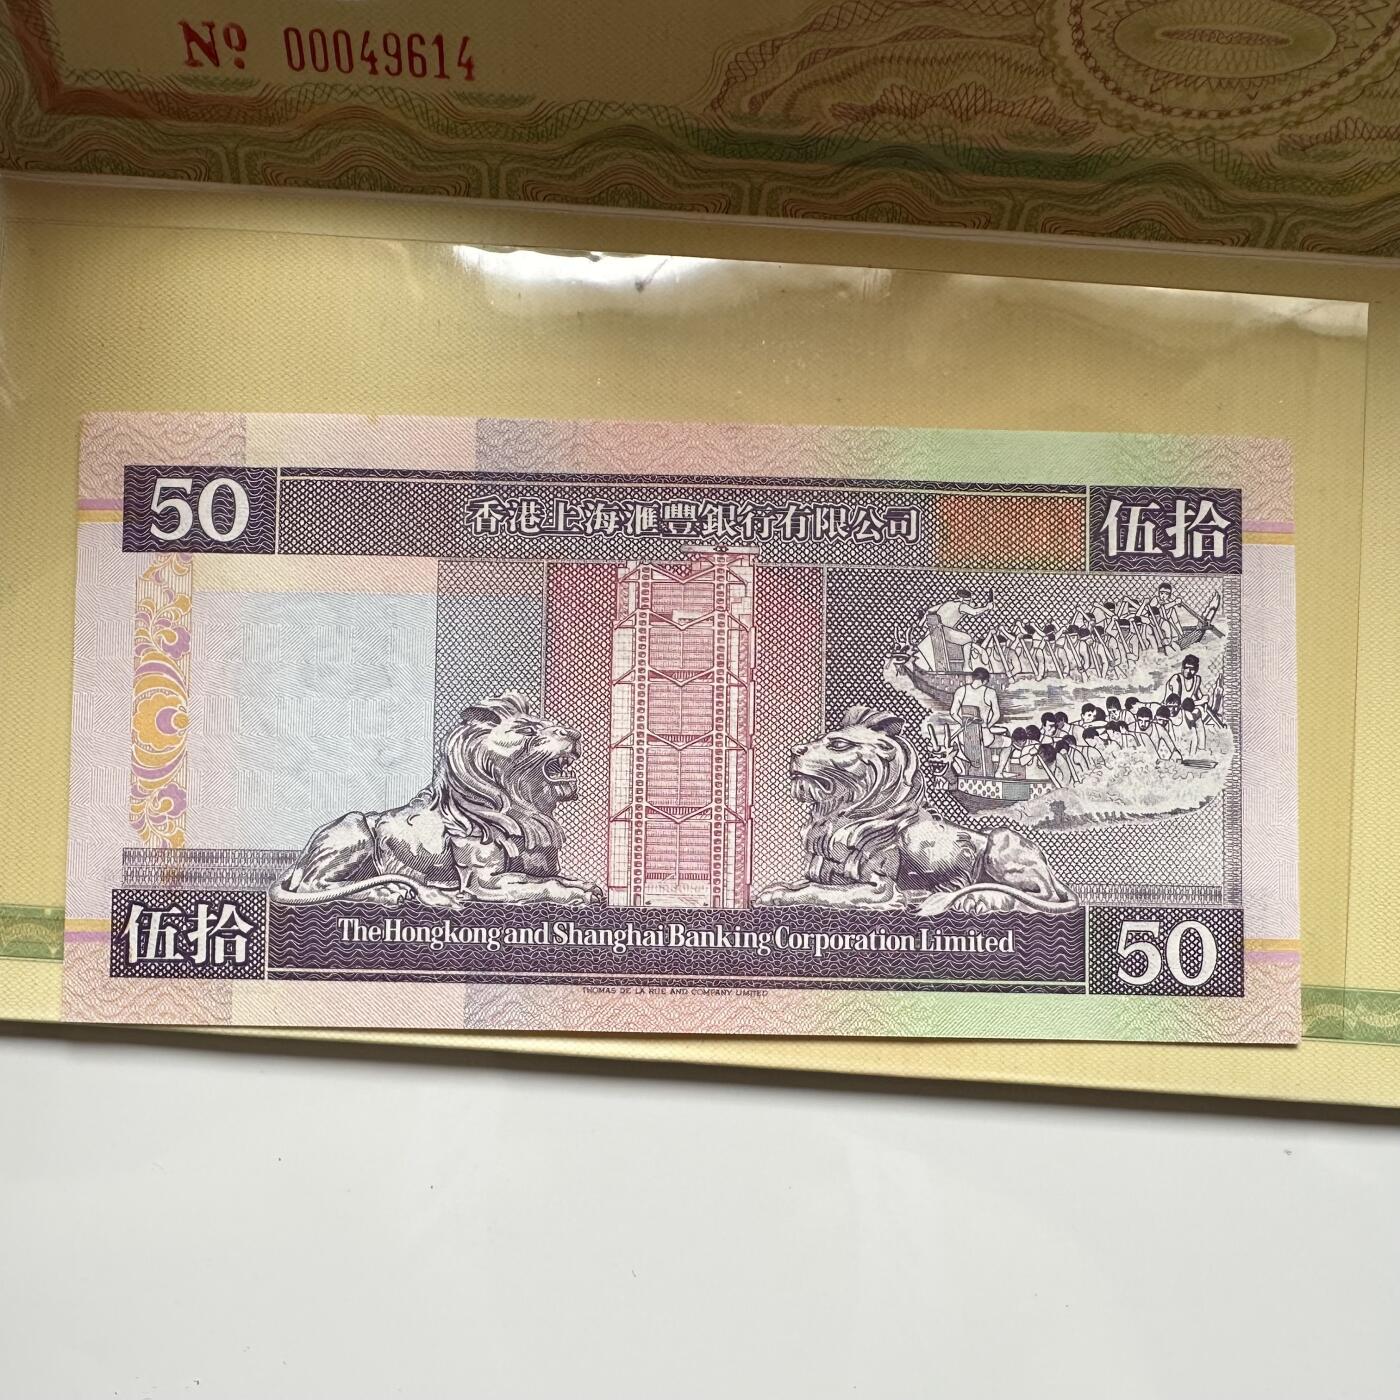 Nº 00049614
50
香港上海滙豐銀行有限公司
伍拾
伍拾
The Hongkong and Shanghai Banking Corporation Limited
50
THOMAS DE LA RUE AND COMPANY LIMITED